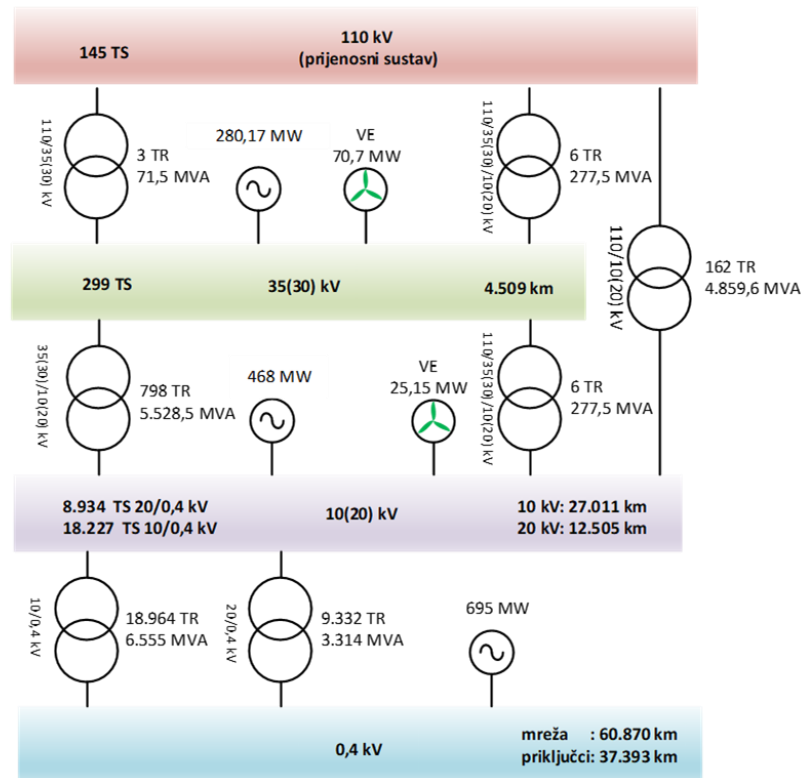 110 kV
145 TS
(prijenosni sustav)
110/35(30) kV
3 TR
71,5 MVA
280,17 MW
VE
70,7 MW
110/35(30)/10(20) kV
6 TR
277,5 MVA
110/10(20) kV
162 TR
4.859,6 MVA
299 TS
35(30) kV
4.509 km
35(30)/10(20) kV
798 TR
5.528,5 MVA
468 MW
VE
25,15 MW
110/35(30)/10(20) kV
6 TR
277,5 MVA
8.934 TS 20/0,4 kV
18.227 TS 10/0,4 kV
10(20) kV
10 kV: 27.011 km
20 kV: 12.505 km
10/0,4 kV
18.964 TR
6.555 MVA
20/0,4 kV
9.332 TR
3.314 MVA
695 MW
0,4 kV
mreža : 60.870 km
priključci: 37.393 km